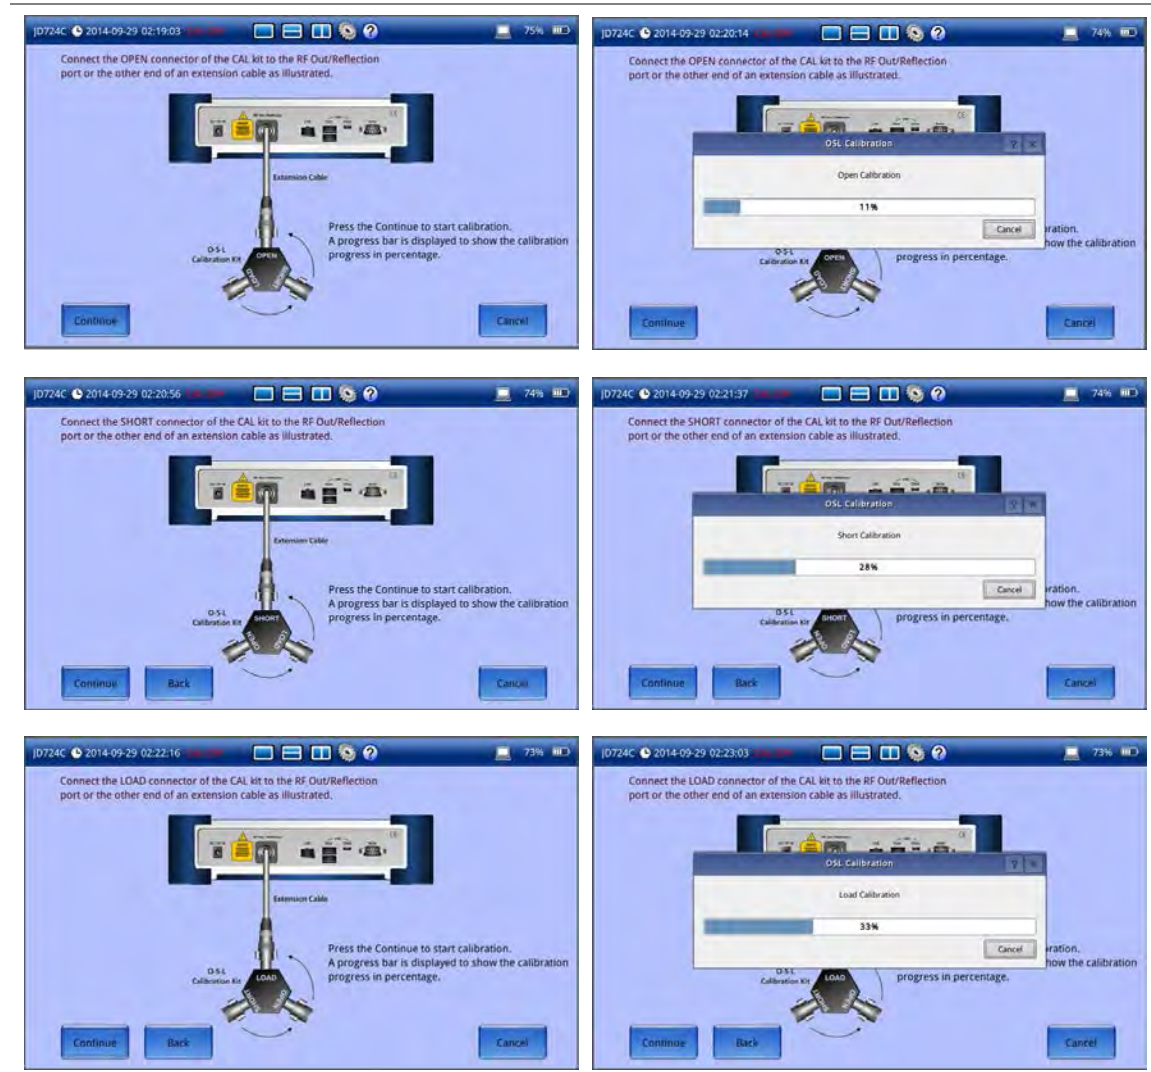 JD724C 2014-09-29 02:19:03
75%
Connect the OPEN connector of the CAL kit to the RF Out/Reflection
port or the other end of an extension cable as illustrated.
Extension Cable
Press the Continue to start calibration.
A progress bar is displayed to show the calibration
progress in percentage.
O-S-L
Calibration Kit
OPEN
LOAD
SHORT
Continue
Cancel
JD724C 2014-09-29 02:20:14
74%
Connect the OPEN connector of the CAL kit to the RF Out/Reflection
port or the other end of an extension cable as illustrated.
OSL Calibration
Open Calibration
11%
Cancel
ration.
how the calibration
progress in percentage.
O-S-L
Calibration Kit
OPEN
LOAD
SHORT
Continue
Cancel
JD724C 2014-09-29 02:20:56
74%
Connect the SHORT connector of the CAL kit to the RF Out/Reflection
port or the other end of an extension cable as illustrated.
Extension Cable
Press the Continue to start calibration.
A progress bar is displayed to show the calibration
progress in percentage.
O-S-L
Calibration Kit
SHORT
OPEN
LOAD
Continue
Back
Cancel
JD724C 2014-09-29 02:21:37
74%
Connect the SHORT connector of the CAL kit to the RF Out/Reflection
port or the other end of an extension cable as illustrated.
OSL Calibration
Short Calibration
28%
Cancel
ration.
how the calibration
progress in percentage.
O-S-L
Calibration Kit
SHORT
OPEN
LOAD
Continue
Back
Cancel
JD724C 2014-09-29 02:22:16
73%
Connect the LOAD connector of the CAL kit to the RF Out/Reflection
port or the other end of an extension cable as illustrated.
Extension Cable
Press the Continue to start calibration.
A progress bar is displayed to show the calibration
progress in percentage.
O-S-L
Calibration Kit
LOAD
SHORT
OPEN
Continue
Back
Cancel
JD724C 2014-09-29 02:23:03
73%
Connect the LOAD connector of the CAL kit to the RF Out/Reflection
port or the other end of an extension cable as illustrated.
OSL Calibration
Load Calibration
33%
Cancel
ration.
how the calibration
progress in percentage.
O-S-L
Calibration Kit
LOAD
SHORT
OPEN
Continue
Back
Cancel